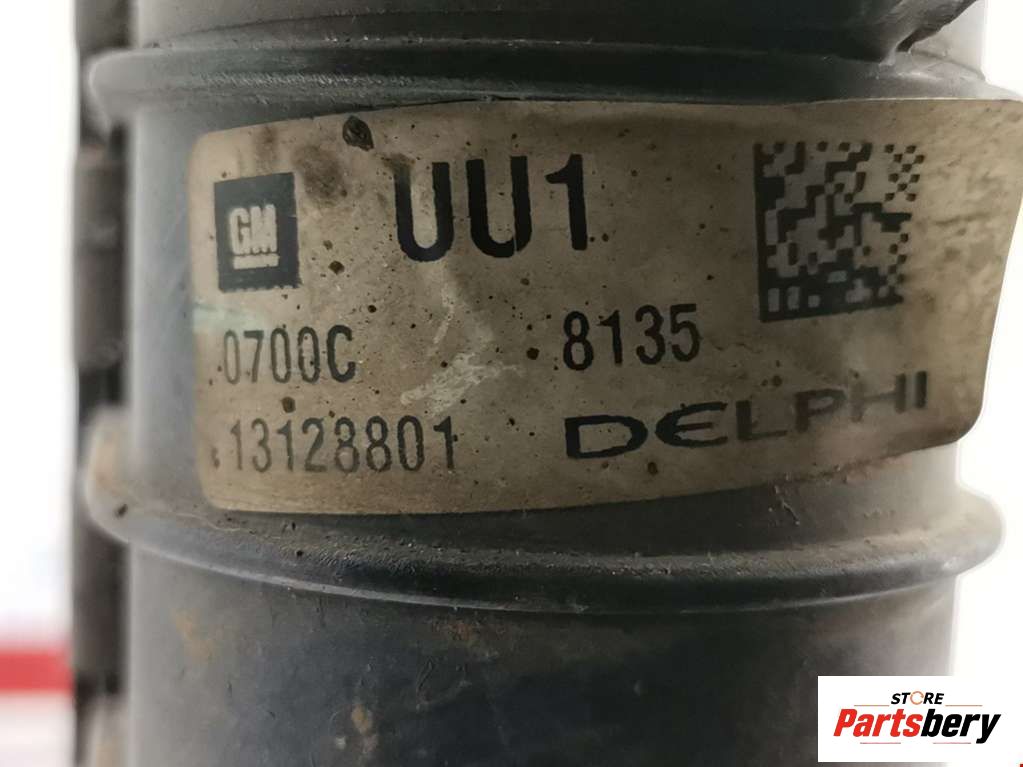 GM
UU1
0700C 8135
13128801 DELPHI
STORE
Partsbery